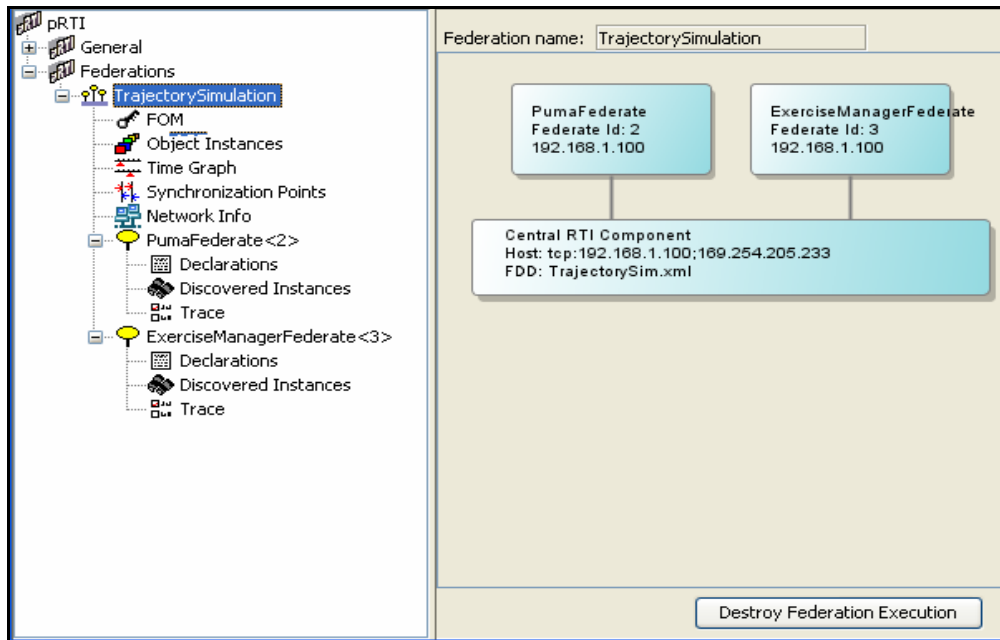 pRTI
General
Federations
TrajectorySimulation
FOM
Object Instances
Time Graph
Synchronization Points
Network Info
PumaFederate<2>
Declarations
Discovered Instances
Trace
ExerciseManagerFederate<3>
Declarations
Discovered Instances
Trace
Federation name: TrajectorySimulation
PumaFederate
Federate Id: 2
192.168.1.100
ExerciseManagerFederate
Federate Id: 3
192.168.1.100
Central RTI Component
Host: tcp:192.168.1.100;169.254.205.233
FDD: TrajectorySim.xml
Destroy Federation Execution